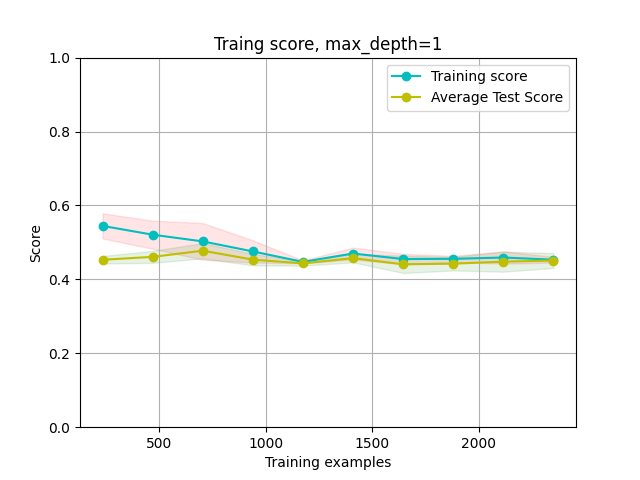 Traing score, max_depth=1
Training score
Average Test Score
1.0
0.8
0.6
0.4
0.2
0.0
Score
500
1000
1500
2000
Training examples